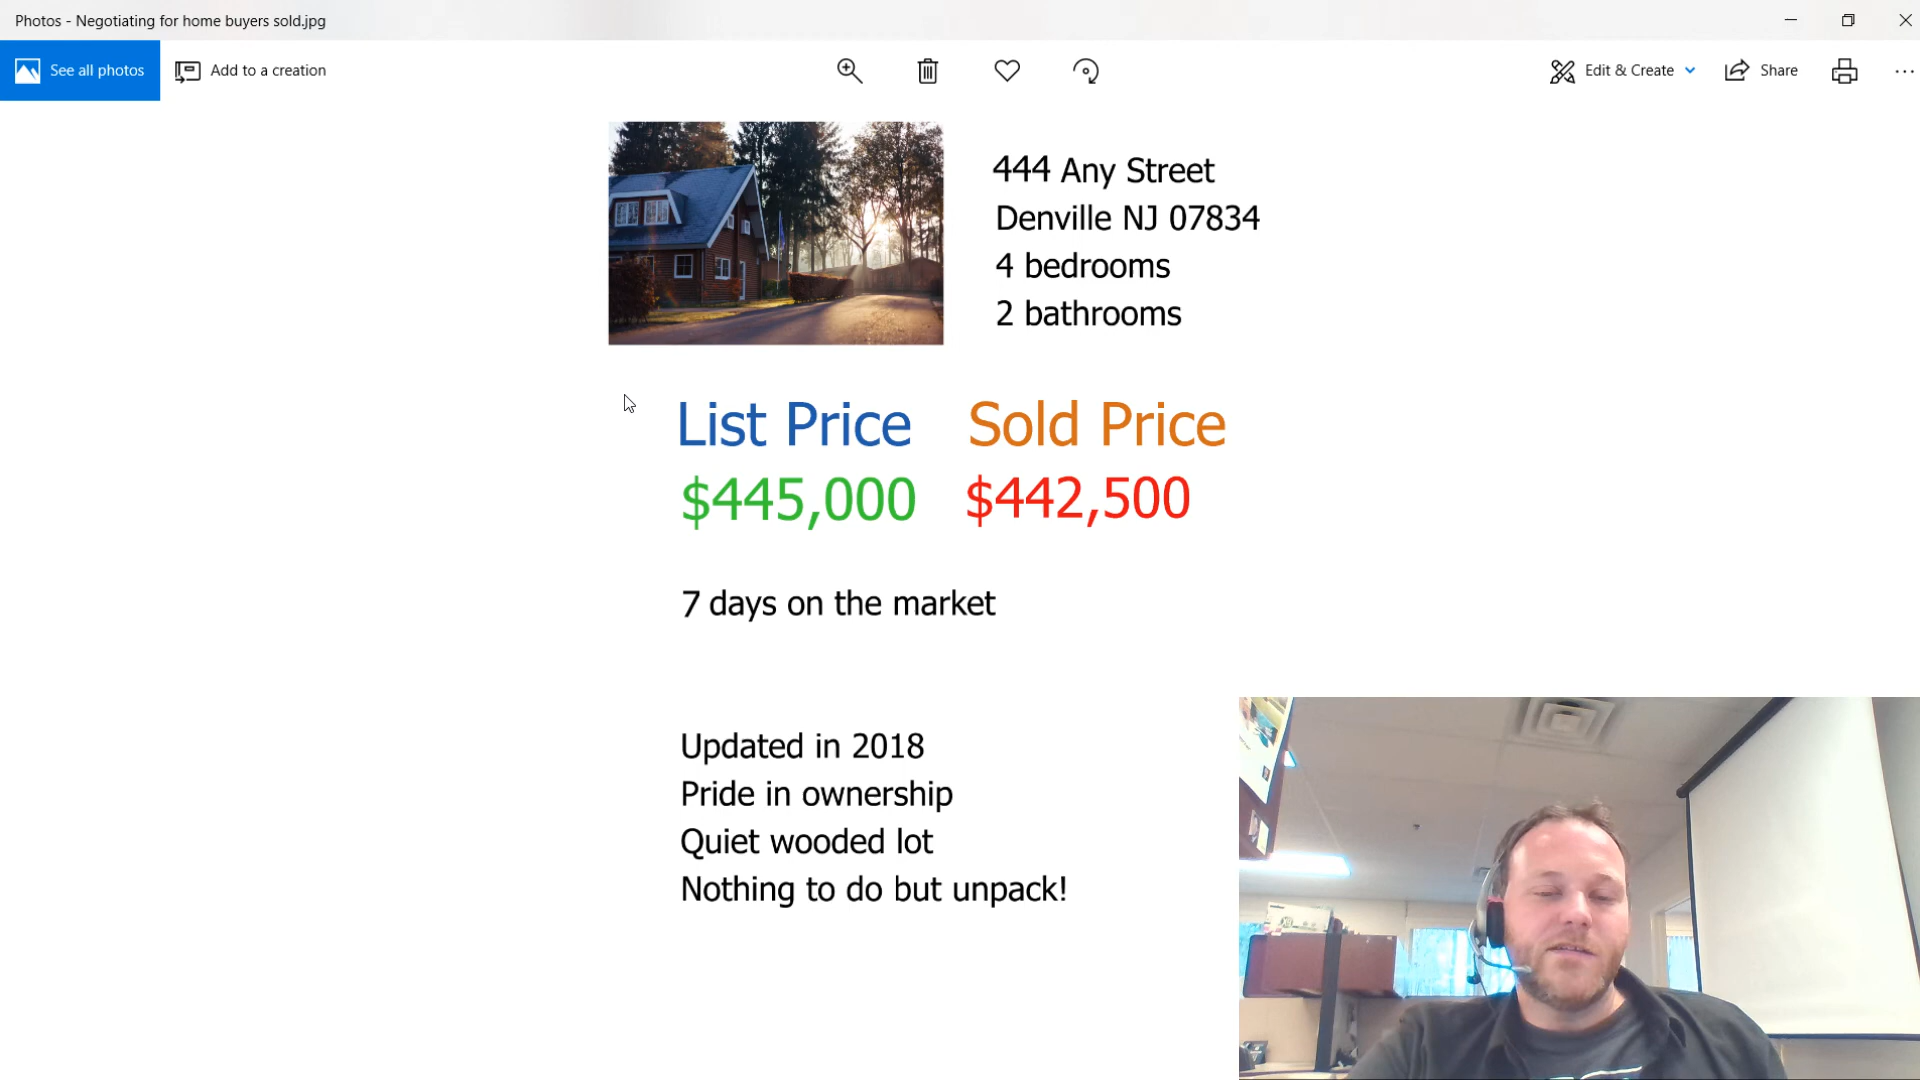 Photos - Negotiating for home buyers sold.jpg
See all photos
Add to a creation
Edit & Create
Share
444 Any Street
Denville NJ 07834
4 bedrooms
2 bathrooms
List Price Sold Price
$445,000 $442,500
7 days on the market
Updated in 2018
Pride in ownership
Quiet wooded lot
Nothing to do but unpack!